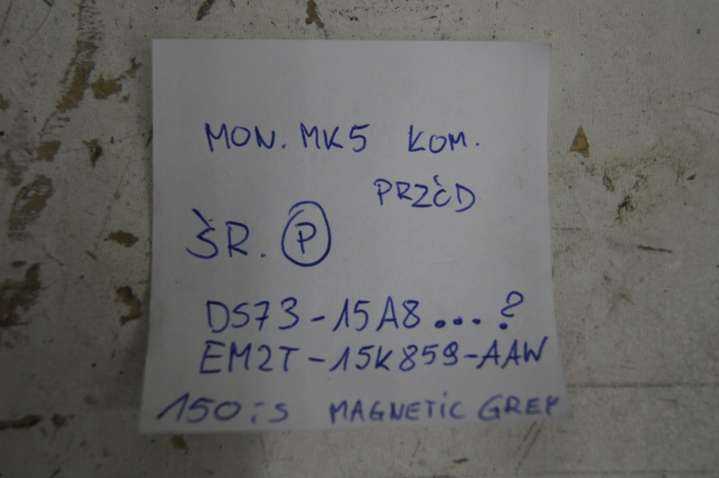 MON. MK5 KOM.
PRZÓD
ŚR. P
DS73-15A8...?
EM2T-15K859-AAW
150:S MAGNETIC GREY